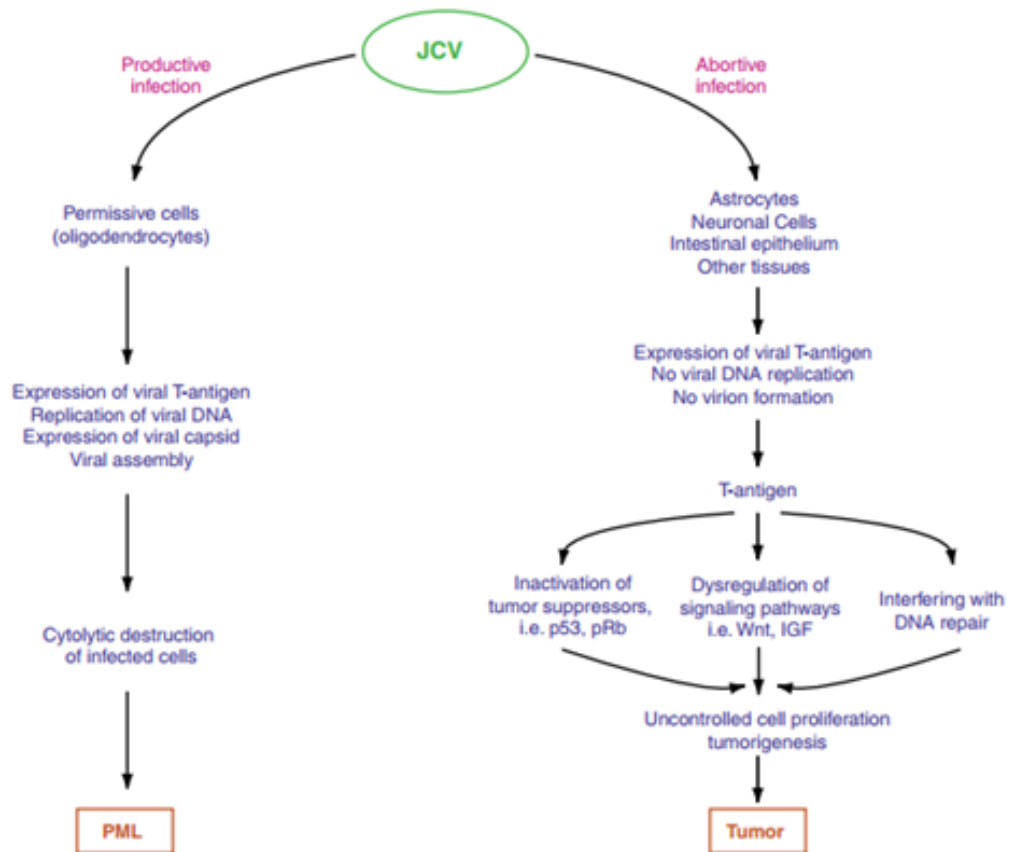 JCV
Productive
infection
Abortive
infection
Permissive cells
(oligodendrocytes)
Astrocytes
Neuronal Cells
Intestinal epithelium
Other tissues
Expression of viral T-antigen
Replication of viral DNA
Expression of viral capsid
Viral assembly
Expression of viral T-antigen
No viral DNA replication
No virion formation
T-antigen
Inactivation of
tumor suppressors,
i.e. p53, pRb
Dysregulation of
signaling pathways
i.e. Wnt, IGF
Interfering with
DNA repair
Cytolytic destruction
of infected cells
Uncontrolled cell proliferation
tumorigenesis
PML
Tumor